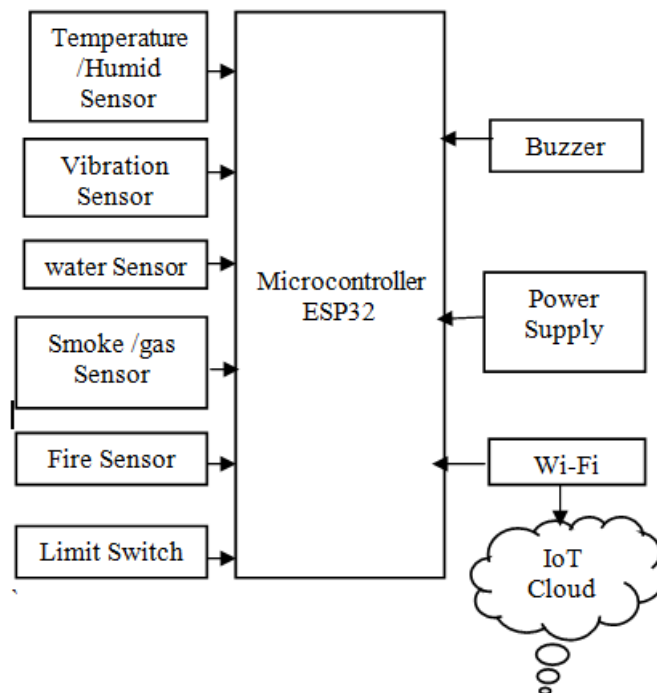 Temperature
/Humid
Sensor
Vibration
Sensor
water Sensor
Smoke /gas
Sensor
Fire Sensor
Limit Switch
Microcontroller
ESP32
Buzzer
Power
Supply
Wi-Fi
IoT
Cloud